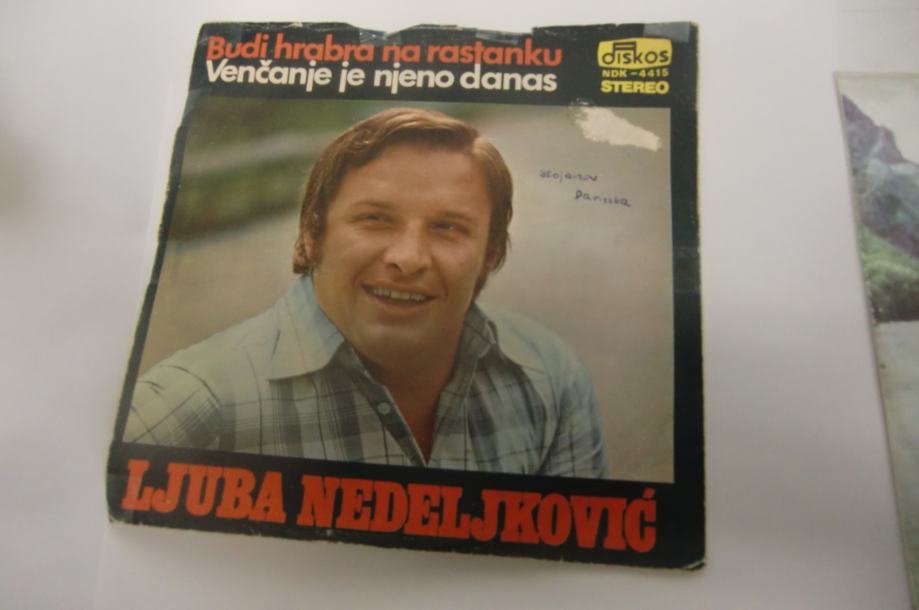 Budi hrabra na rastanku
Venčanje je njeno danas
diskos
NDK-4415
STEREO
LJUBA NEDELJKOVIĆ